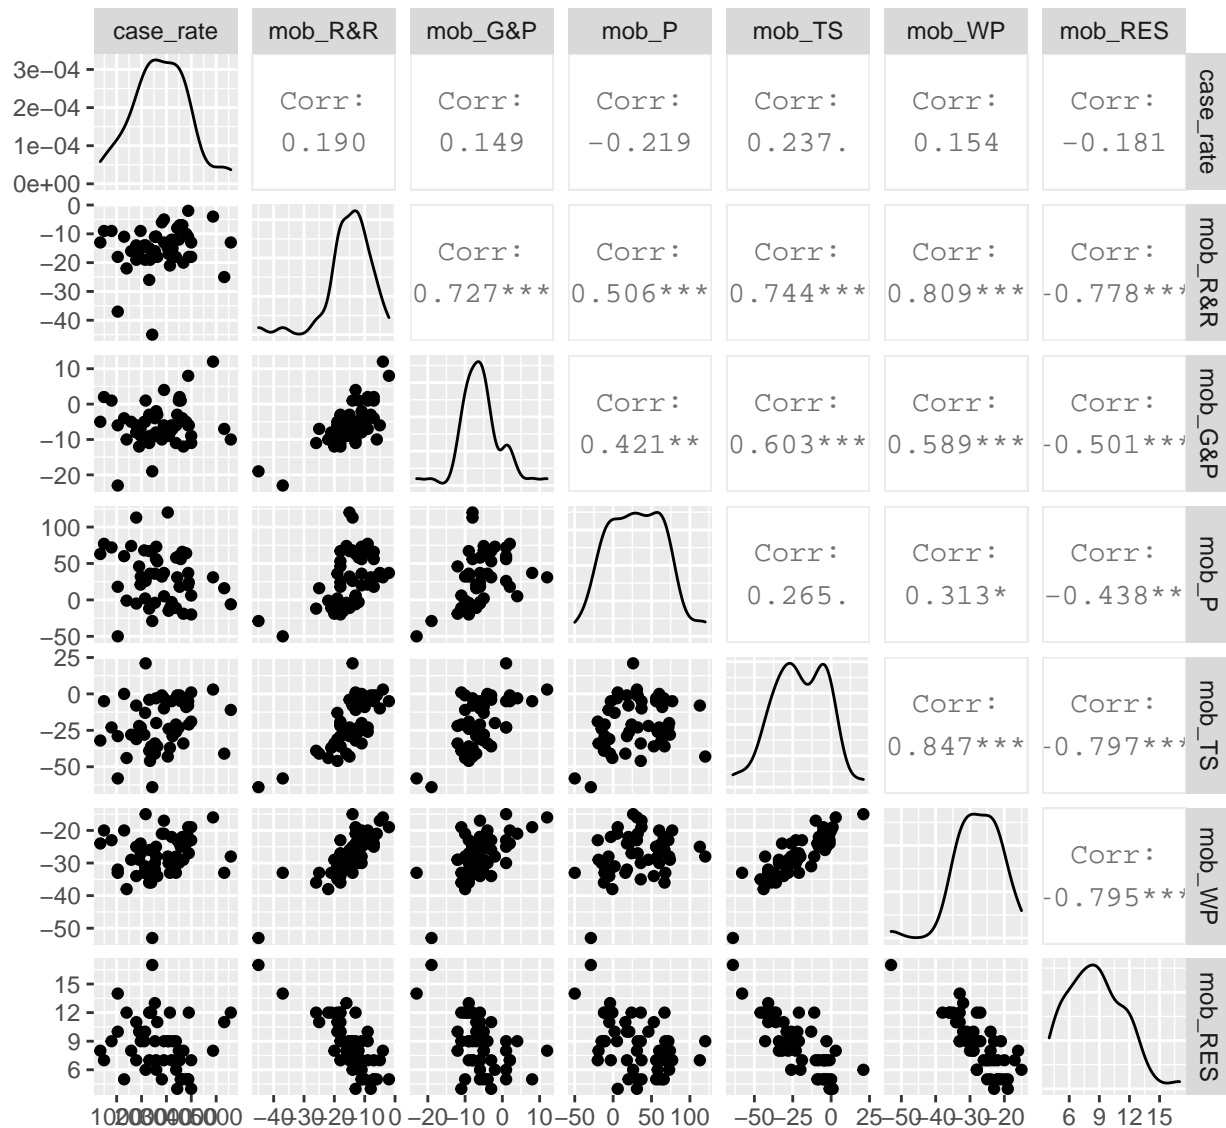 case_rate mob_R&R mob_G&P mob_P mob_TS mob_WP mob_RES
3e−04
2e−04
1e−04
0e+00
Corr: Corr: Corr: Corr: Corr: Corr:
0.190 0.149 −0.219 0.237. 0.154 −0.181
case_rate
0
−10
−20
−30
−40
Corr: Corr: Corr: Corr: Corr:
0.727*** 0.506*** 0.744*** 0.809*** −0.778***
mob_R&R
10
0
−10
−20
Corr: Corr: Corr: Corr:
0.421** 0.603*** 0.589*** −0.501***
mob_G&P
100
50
0
−50
Corr: Corr: Corr:
0.265. 0.313* −0.438**
mob_P
25
0
−25
−50
Corr: Corr:
0.847*** −0.797***
mob_TS
−20
−30
−40
−50
Corr:
−0.795***
mob_WP
15
12
9
6
mob_RES
−40 −30 −20 −10 0 −20 −10 0 10 −50 0 50 100 −50 −25 0 25 −50 −40 −30 −20 6 9 12 15